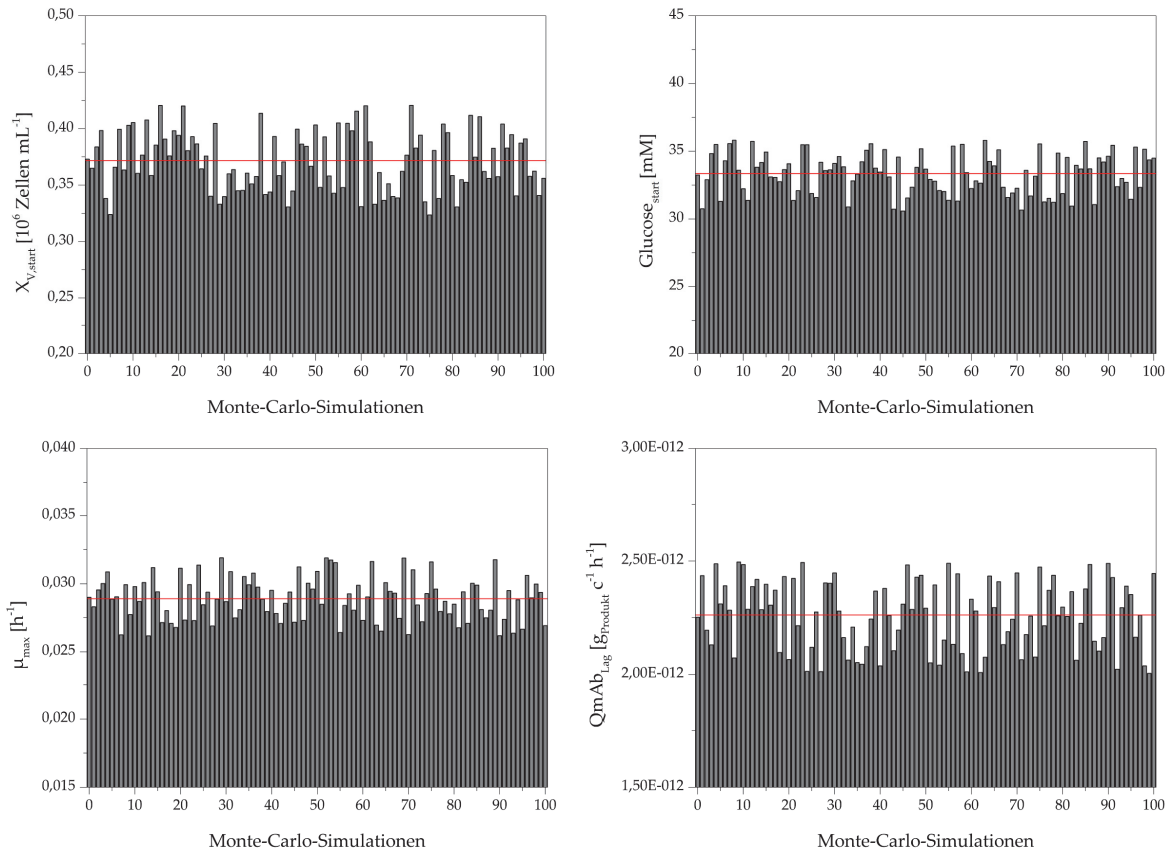 0,50
0,45
0,40
0,35
0,30
0,25
0,20
X_V,start [10^6 Zellen mL^-1]
0 10 20 30 40 50 60 70 80 90 100
Monte-Carlo-Simulationen
45
40
35
30
25
20
Glucose_start [mM]
0 10 20 30 40 50 60 70 80 90 100
Monte-Carlo-Simulationen
0,040
0,035
0,030
0,025
0,020
0,015
μ_max [h^-1]
0 10 20 30 40 50 60 70 80 90 100
Monte-Carlo-Simulationen
3,00E-012
2,50E-012
2,00E-012
1,50E-012
QmAb_Lag [g_Produkt c^-1 h^-1]
0 10 20 30 40 50 60 70 80 90 100
Monte-Carlo-Simulationen